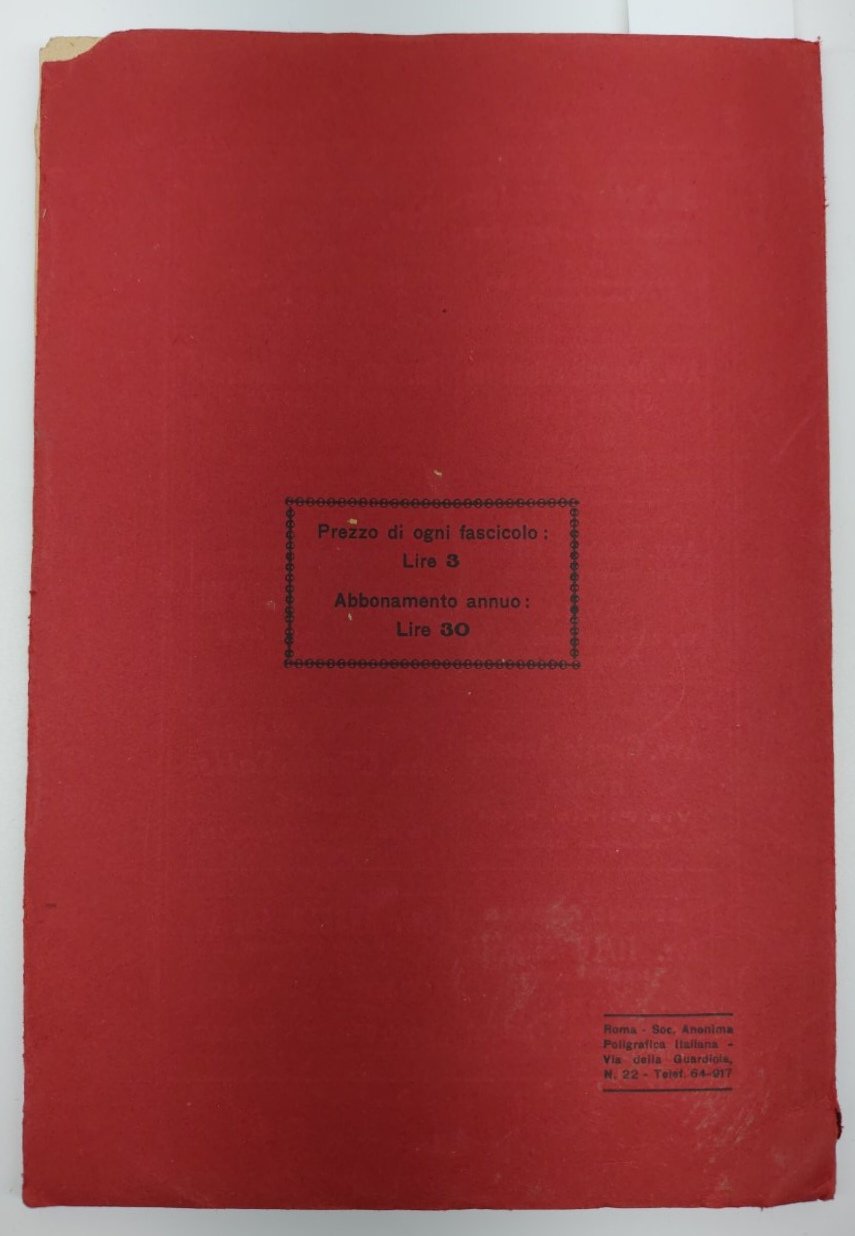 Prezzo di ogni fascicolo:
Lire 3
Abbonamento annuo:
Lire 30
Roma - Soc. Anonima
Poligrafica Italiana -
Via della Guardiola,
N. 22 - Telef. 64-917